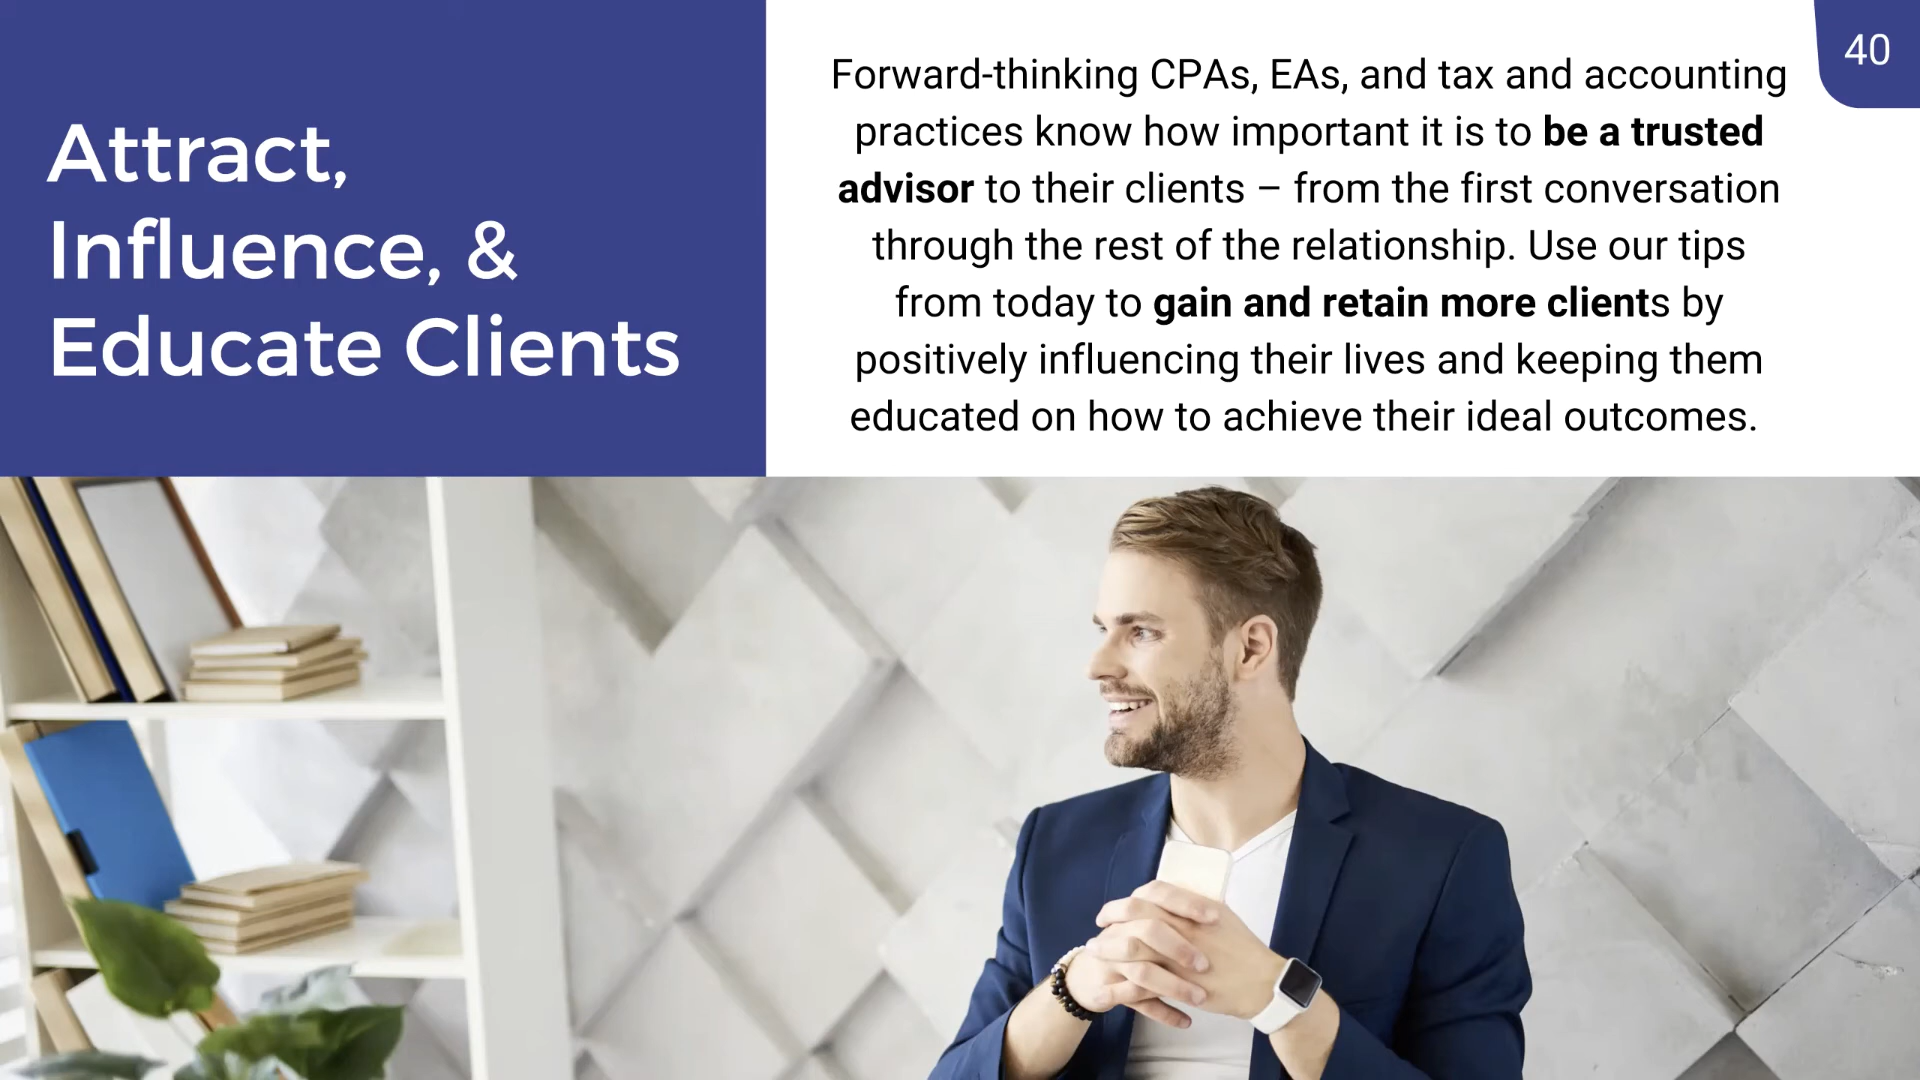 Attract,
Influence, &
Educate Clients
40
Forward-thinking CPAs, EAs, and tax and accounting
practices know how important it is to be a trusted
advisor to their clients – from the first conversation
through the rest of the relationship. Use our tips
from today to gain and retain more clients by
positively influencing their lives and keeping them
educated on how to achieve their ideal outcomes.